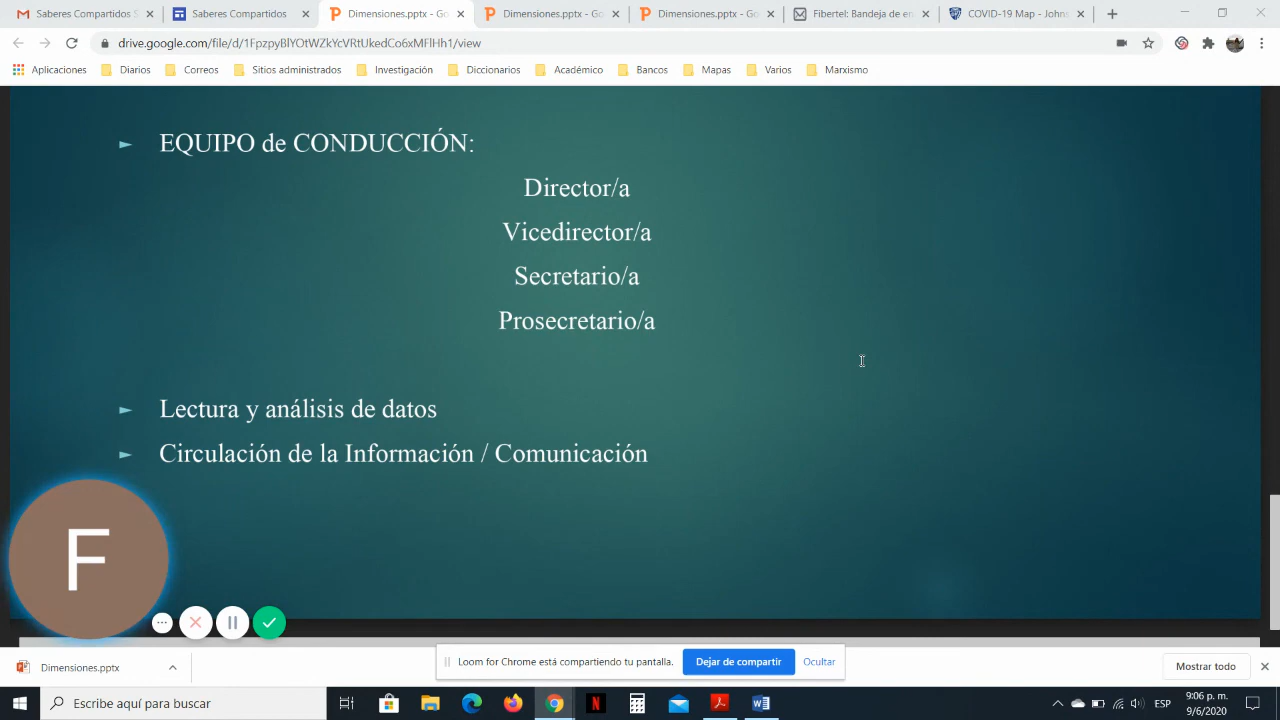 Saberes Compartidos S
Saberes Compartidos
Dimensiones.pptx - Go
Dimensiones.pptx - Go
Dimensiones.pptx - Go
Fibertel: Bandeja de en
COVID-19 Map - Johns
drive.google.com/file/d/1FpzpyBlYOtWZkYcVRtUkedCo6xMFlHh1/view
Aplicaciones Diarios Correos Sitios administrados Investigación Diccionarios Académico Bancos Mapas Varios Marxismo
EQUIPO de CONDUCCIÓN:
Director/a
Vicedirector/a
Secretario/a
Prosecretario/a
Lectura y análisis de datos
Circulación de la Información / Comunicación
F
Loom for Chrome está compartiendo tu pantalla. Dejar de compartir Ocultar
Dimensiones.pptx
Mostrar todo
Escribe aquí para buscar
ESP
9:06 p. m.
9/6/2020